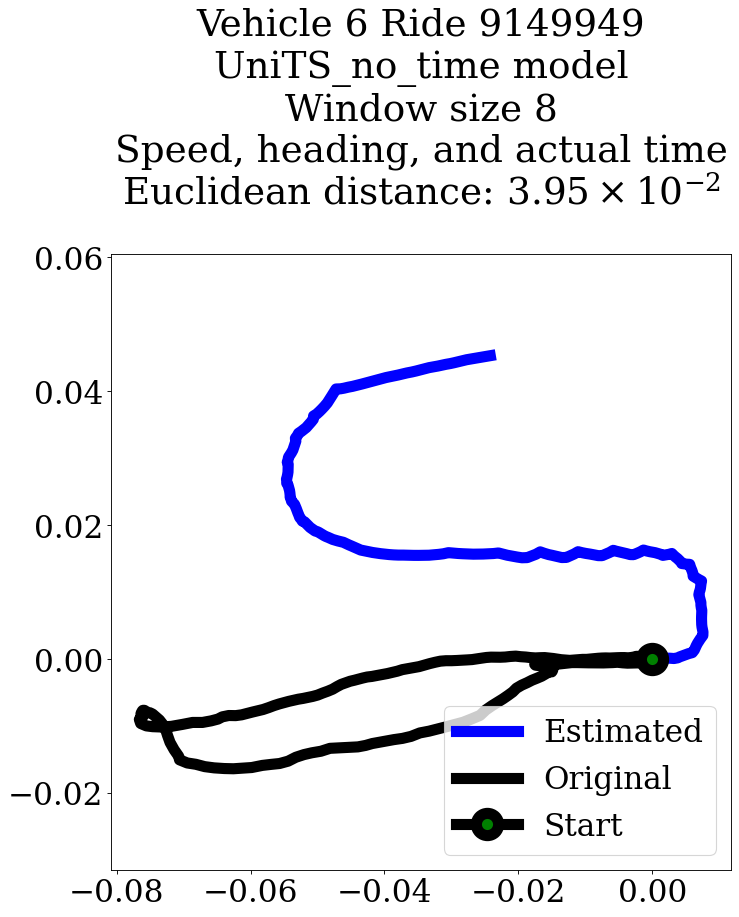 Vehicle 6 Ride 9149949
UniTS_no_time model
Window size 8
Speed, heading, and actual time
Euclidean distance: 3.95 × 10⁻²
0.06
0.04
0.02
0.00
−0.02
Estimated
Original
Start
−0.08 −0.06 −0.04 −0.02 0.00